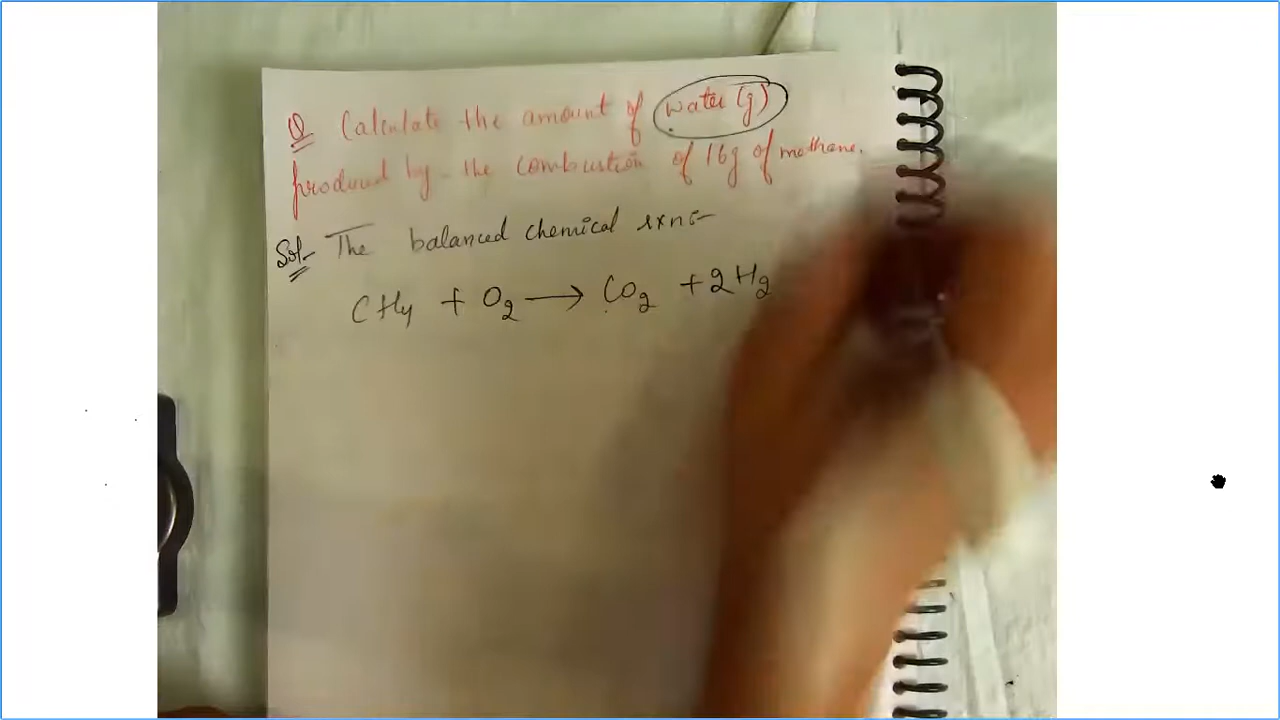 Q Calculate the amount of water (g)
produced by the combustion of 16g of methane.
Sol- The balanced chemical rxn:-
CH4 + O2 → CO2 + 2H2